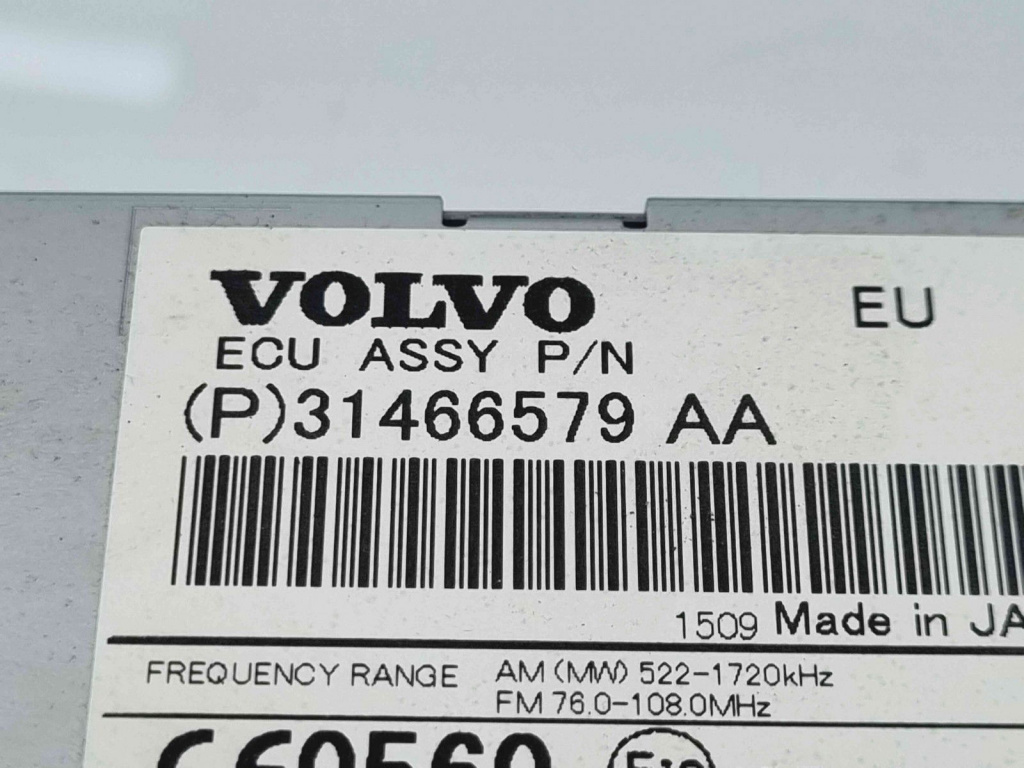 VOLVO EU
ECU ASSY P/N
(P)31466579 AA
1509 Made in
FREQUENCY RANGE AM (MW) 522-1720kHz
FM 76.0-108.0MHz
CE0560